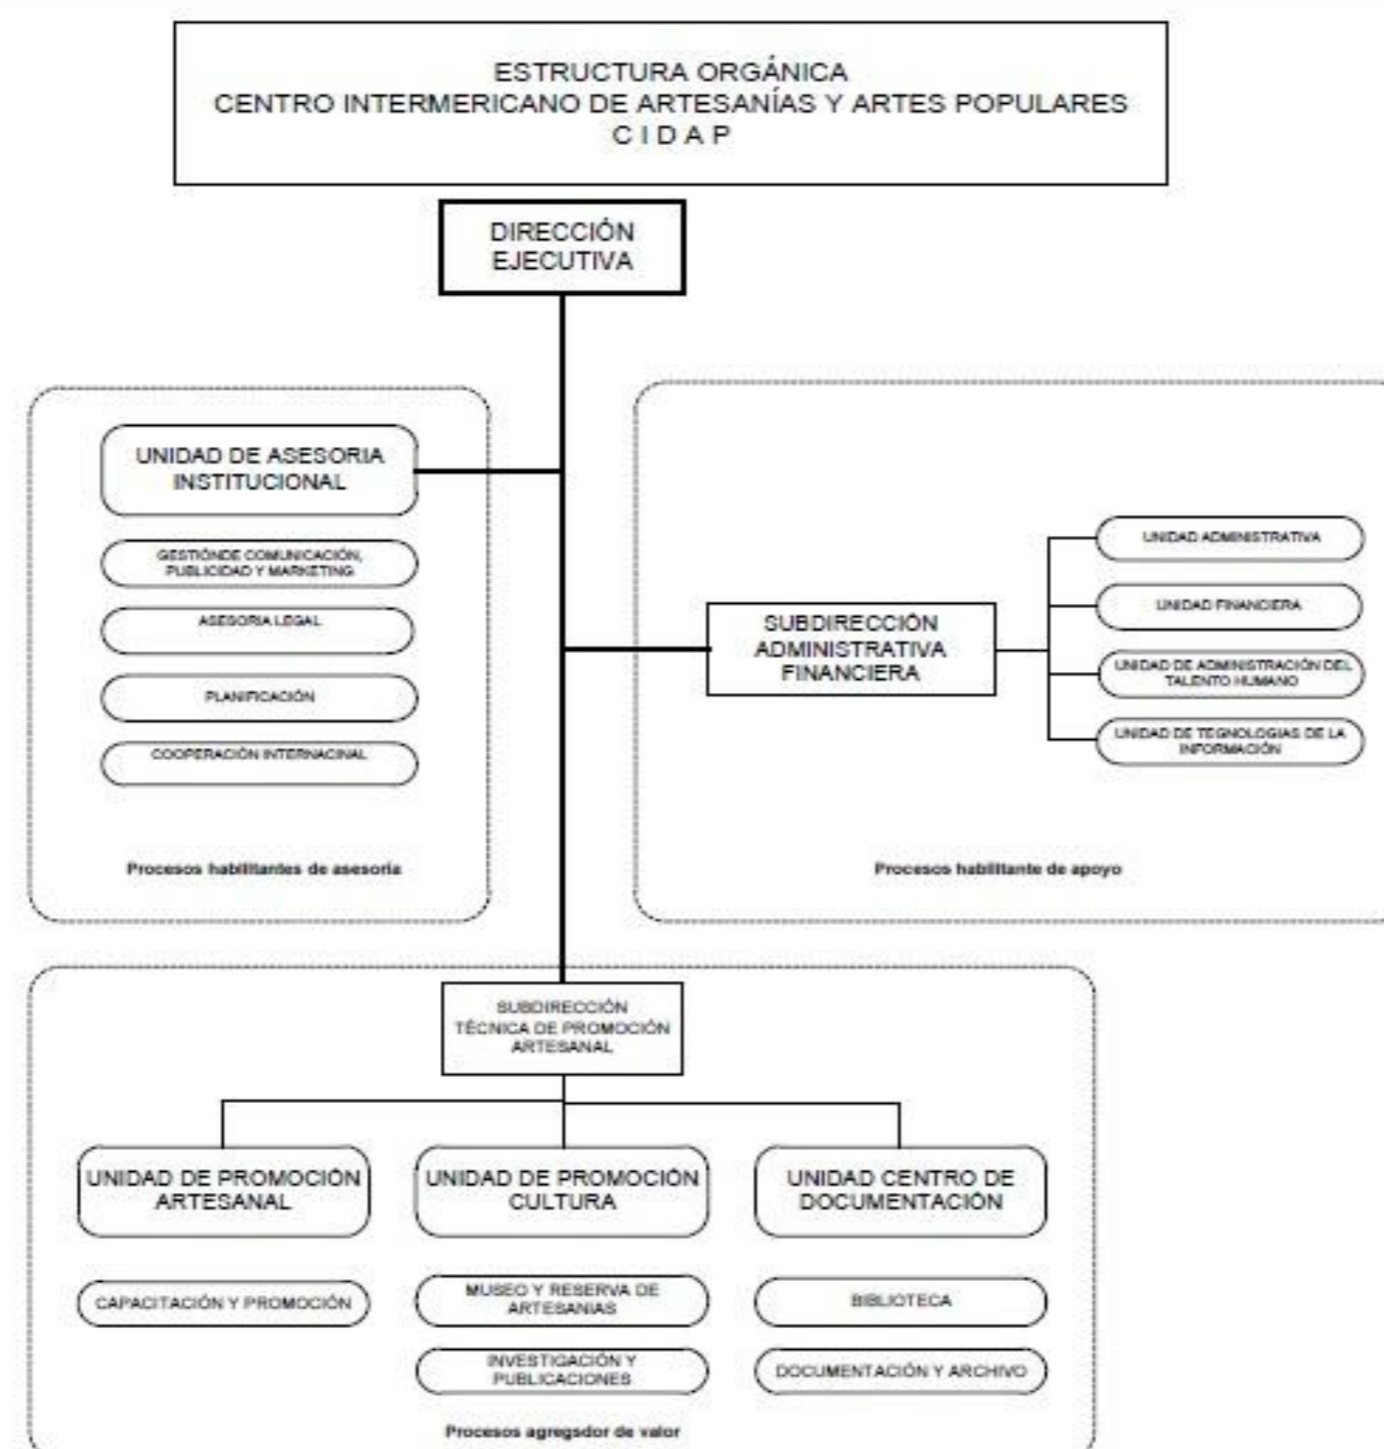 ESTRUCTURA ORGÁNICA
CENTRO INTERMERICANO DE ARTESANÍAS Y ARTES POPULARES
C I D A P
DIRECCIÓN
EJECUTIVA
UNIDAD DE ASESORIA
INSTITUCIONAL
GESTIÓNDE COMUNICACIÓN,
PUBLICIDAD Y MARKETING
ASESORIA LEGAL
PLANIFICACIÓN
COOPERACIÓN INTERNACINAL
Procesos habilitantes de asesoría
SUBDIRECCIÓN
ADMINISTRATIVA
FINANCIERA
UNIDAD ADMINISTRATIVA
UNIDAD FINANCIERA
UNIDAD DE ADMINISTRACIÓN DEL
TALENTO HUMANO
UNIDAD DE TEGNOLOGIAS DE LA
INFORMACIÓN
Procesos habilitante de apoyo
SUBDIRECCIÓN
TÉCNICA DE PROMOCIÓN
ARTESANAL
UNIDAD DE PROMOCIÓN
ARTESANAL
CAPACITACIÓN Y PROMOCIÓN
UNIDAD DE PROMOCIÓN
CULTURA
MUSEO Y RESERVA DE
ARTESANIAS
INVESTIGACIÓN Y
PUBLICACIONES
UNIDAD CENTRO DE
DOCUMENTACIÓN
BIBLIOTECA
DOCUMENTACIÓN Y ARCHIVO
Procesos agregsdor de valor